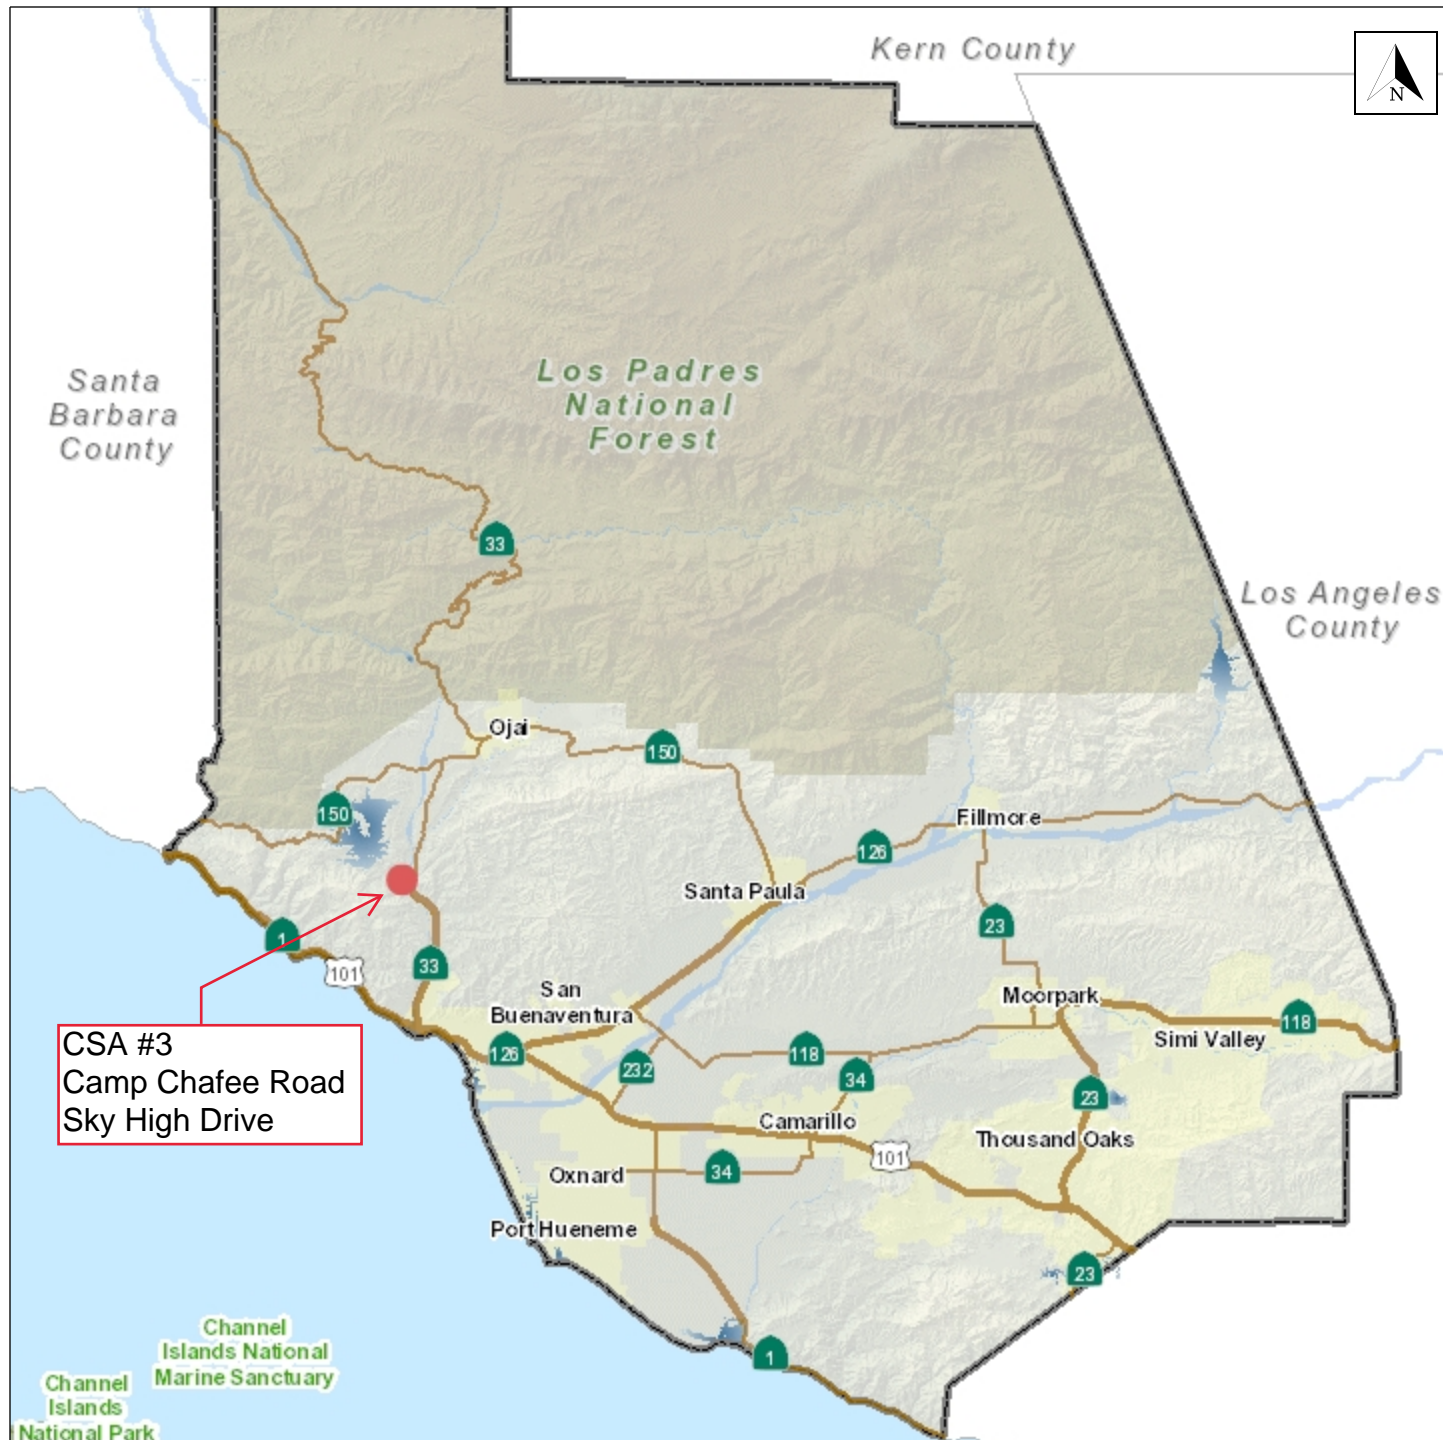 Kern County
N
Santa
Barbara
County
Los Padres
National
Forest
33
Los Angeles
County
Ojai
150
150
Fillmore
126
Santa Paula
23
1
101
33
San
Buenaventura
Moorpark
118
Simi Valley
126
232
118
34
23
CSA #3
Camp Chafee Road
Sky High Drive
Camarillo
101
Thousand Oaks
Oxnard
34
Port Hueneme
23
1
Channel
Islands National
Marine Sanctuary
Channel
Islands
National Park